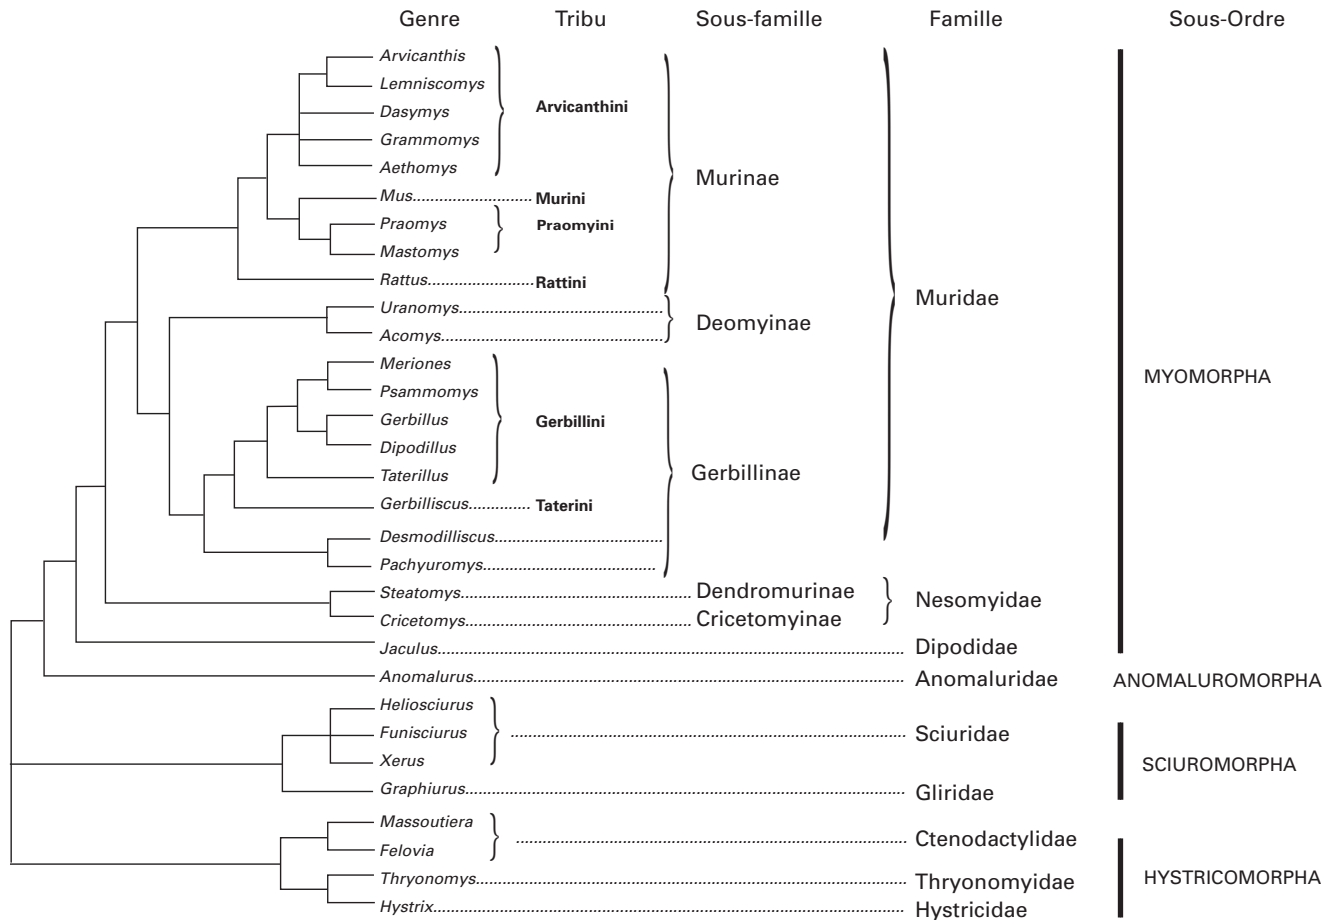 Genre Tribu Sous-famille Famille Sous-Ordre
Arvicanthis
Lemniscomys
Dasymys Arvicanthini
Grammomys
Aethomys
Murinae
Mus Murini
Praomys Praomyini
Mastomys
Rattus Rattini
Muridae
Uranomys
Deomyinae
Acomys
Meriones
MYOMORPHA
Psammomys
Gerbillus Gerbillini
Dipodillus
Gerbillinae
Taterillus
Gerbilliscus Taterini
Desmodilliscus
Pachyuromys
Steatomys Dendromurinae
Nesomyidae
Cricetomys Cricetomyinae
Jaculus Dipodidae
Anomalurus Anomaluridae ANOMALUROMORPHA
Heliosciurus
Funisciurus Sciuridae
Xerus SCIUROMORPHA
Graphiurus Gliridae
Massoutiera
Ctenodactylidae
Felovia
Thryonomys Thryonomyidae HYSTRICOMORPHA
Hystrix Hystricidae